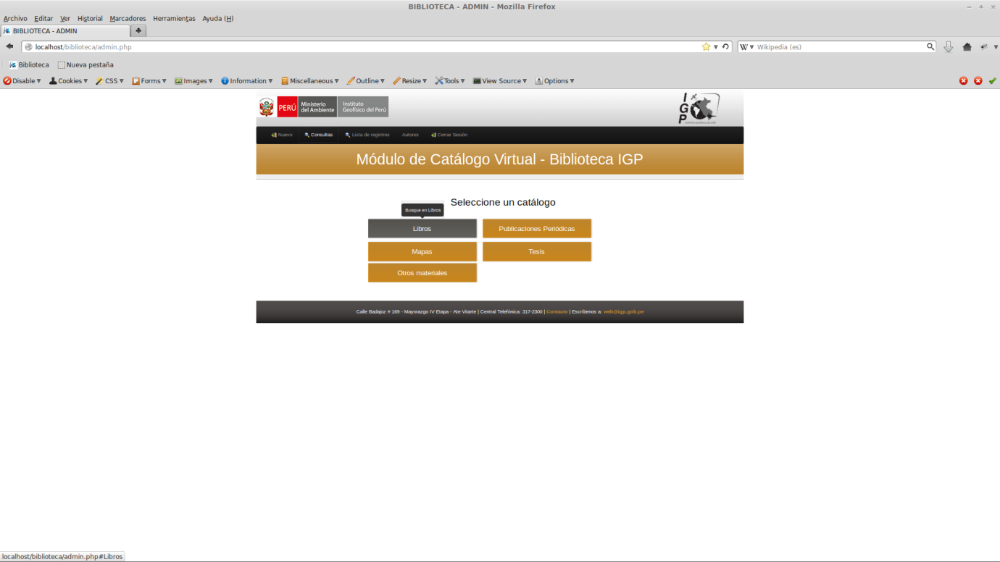 BIBLIOTECA - ADMIN - Mozilla Firefox
Archivo Editar Ver Historial Marcadores Herramientas Ayuda (H)
BIBLIOTECA - ADMIN
localhost/biblioteca/admin.php
W Wikipedia (es)
Biblioteca Nueva pestaña
Disable Cookies CSS Forms Images Information Miscellaneous Outline Resize Tools View Source Options
PERÚ
Ministerio
del Ambiente
Instituto
Geofísico del Perú
IGP
Nuevo Consultas Lista de registros Autores Cerrar Sesión
Módulo de Catálogo Virtual - Biblioteca IGP
Seleccione un catálogo
Busque en Libros
Libros Publicaciones Periódicas
Mapas Tesis
Otros materiales
Calle Badajoz # 169 - Mayorazgo IV Etapa - Ate Vitarte | Central Telefónica: 317-2300 | Contacto | Escríbenos a: web@igp.gob.pe
localhost/biblioteca/admin.php#Libros